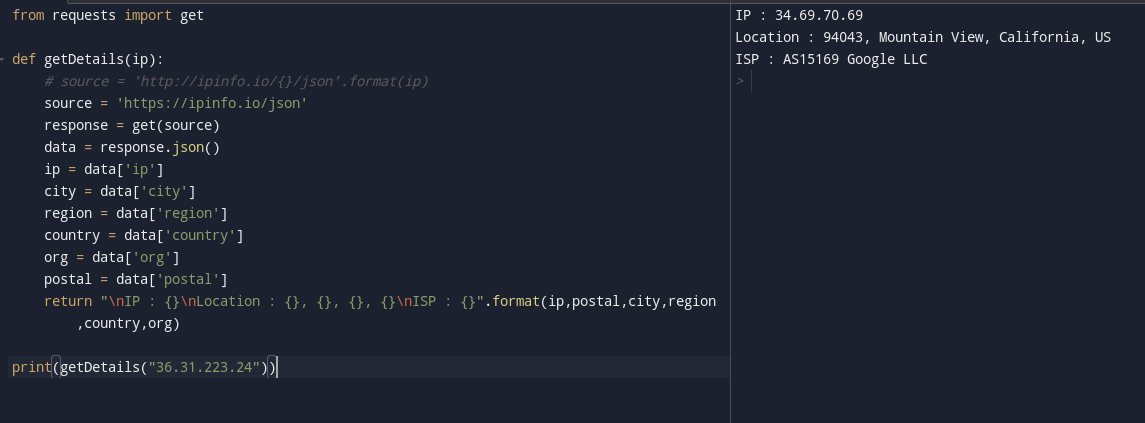 from requests import get
def getDetails(ip):
# source = 'http://ipinfo.io/{}/json'.format(ip)
source = 'https://ipinfo.io/json'
response = get(source)
data = response.json()
ip = data['ip']
city = data['city']
region = data['region']
country = data['country']
org = data['org']
postal = data['postal']
return "\nIP : {}\nLocation : {}, {}, {}, {}\nISP : {}".format(ip,postal,city,region
,country,org)
print(getDetails("36.31.223.24"))
IP : 34.69.70.69
Location : 94043, Mountain View, California, US
ISP : AS15169 Google LLC
>